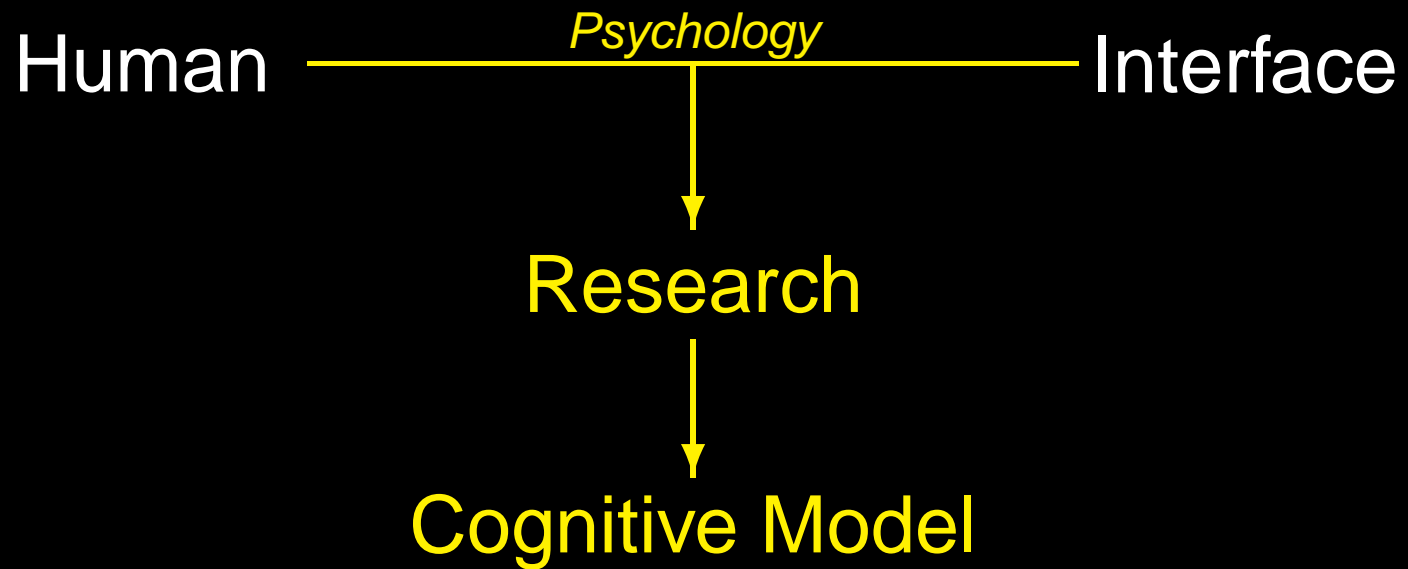 Psychology
Human
Interface
Research
Cognitive Model